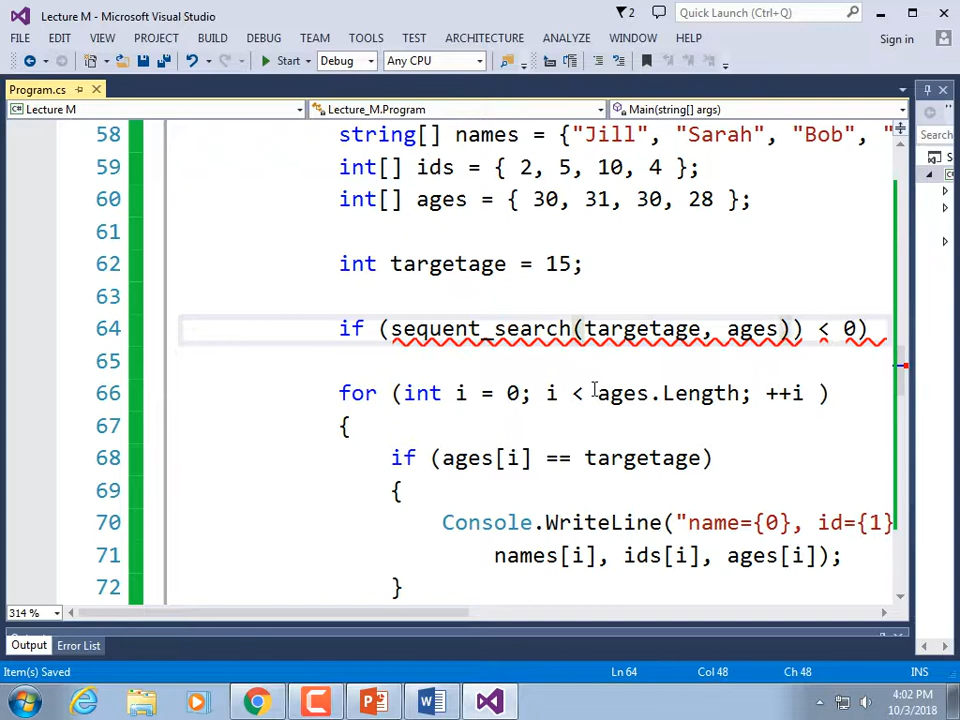 Lecture M - Microsoft Visual Studio
2
Quick Launch (Ctrl+Q)
FILE EDIT VIEW PROJECT BUILD DEBUG TEAM TOOLS TEST ARCHITECTURE ANALYZE WINDOW HELP
Sign in
Start Debug Any CPU
Program.cs
Lecture M Lecture_M.Program Main(string[] args)
Search
58 string[] names = {"Jill", "Sarah", "Bob", "
59 int[] ids = { 2, 5, 10, 4 };
60 int[] ages = { 30, 31, 30, 28 };
61
62 int targetage = 15;
63
64 if (sequent_search(targetage, ages)) < 0)
65
66 for (int i = 0; i < ages.Length; ++i )
67 {
68 if (ages[i] == targetage)
69 {
70 Console.WriteLine("name={0}, id={1}
71 names[i], ids[i], ages[i]);
72 }
314 %
Output Error List
Item(s) Saved Ln 64 Col 48 Ch 48 INS
4:02 PM
10/3/2018